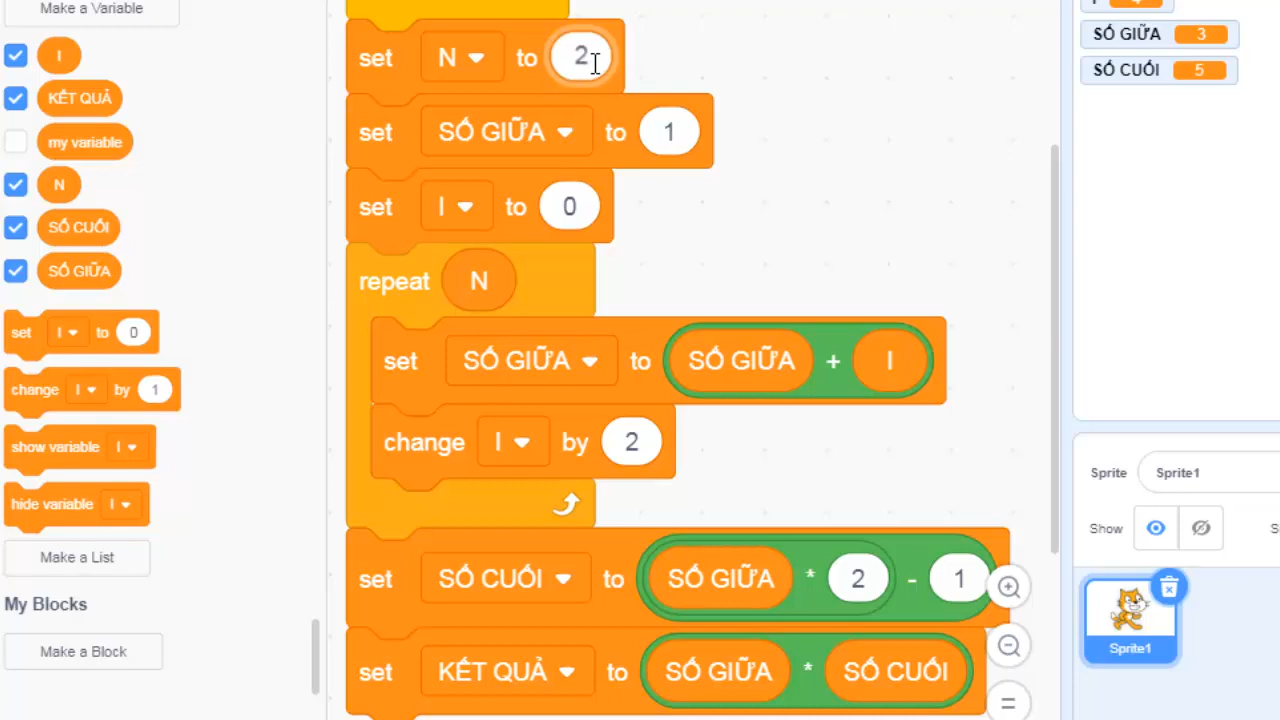 Make a Variable
I
KẾT QUẢ
my variable
N
SỐ CUỐI
SỐ GIỮA
set I to 0
change I by 1
show variable I
hide variable I
Make a List
My Blocks
Make a Block
set N to 2
set SỐ GIỮA to 1
set I to 0
repeat N
set SỐ GIỮA to SỐ GIỮA + I
change I by 2
set SỐ CUỐI to SỐ GIỮA * 2 - 1
set KẾT QUẢ to SỐ GIỮA * SỐ CUỐI
SỐ GIỮA 3
SỐ CUỐI 5
Sprite Sprite1
Show
Sprite1